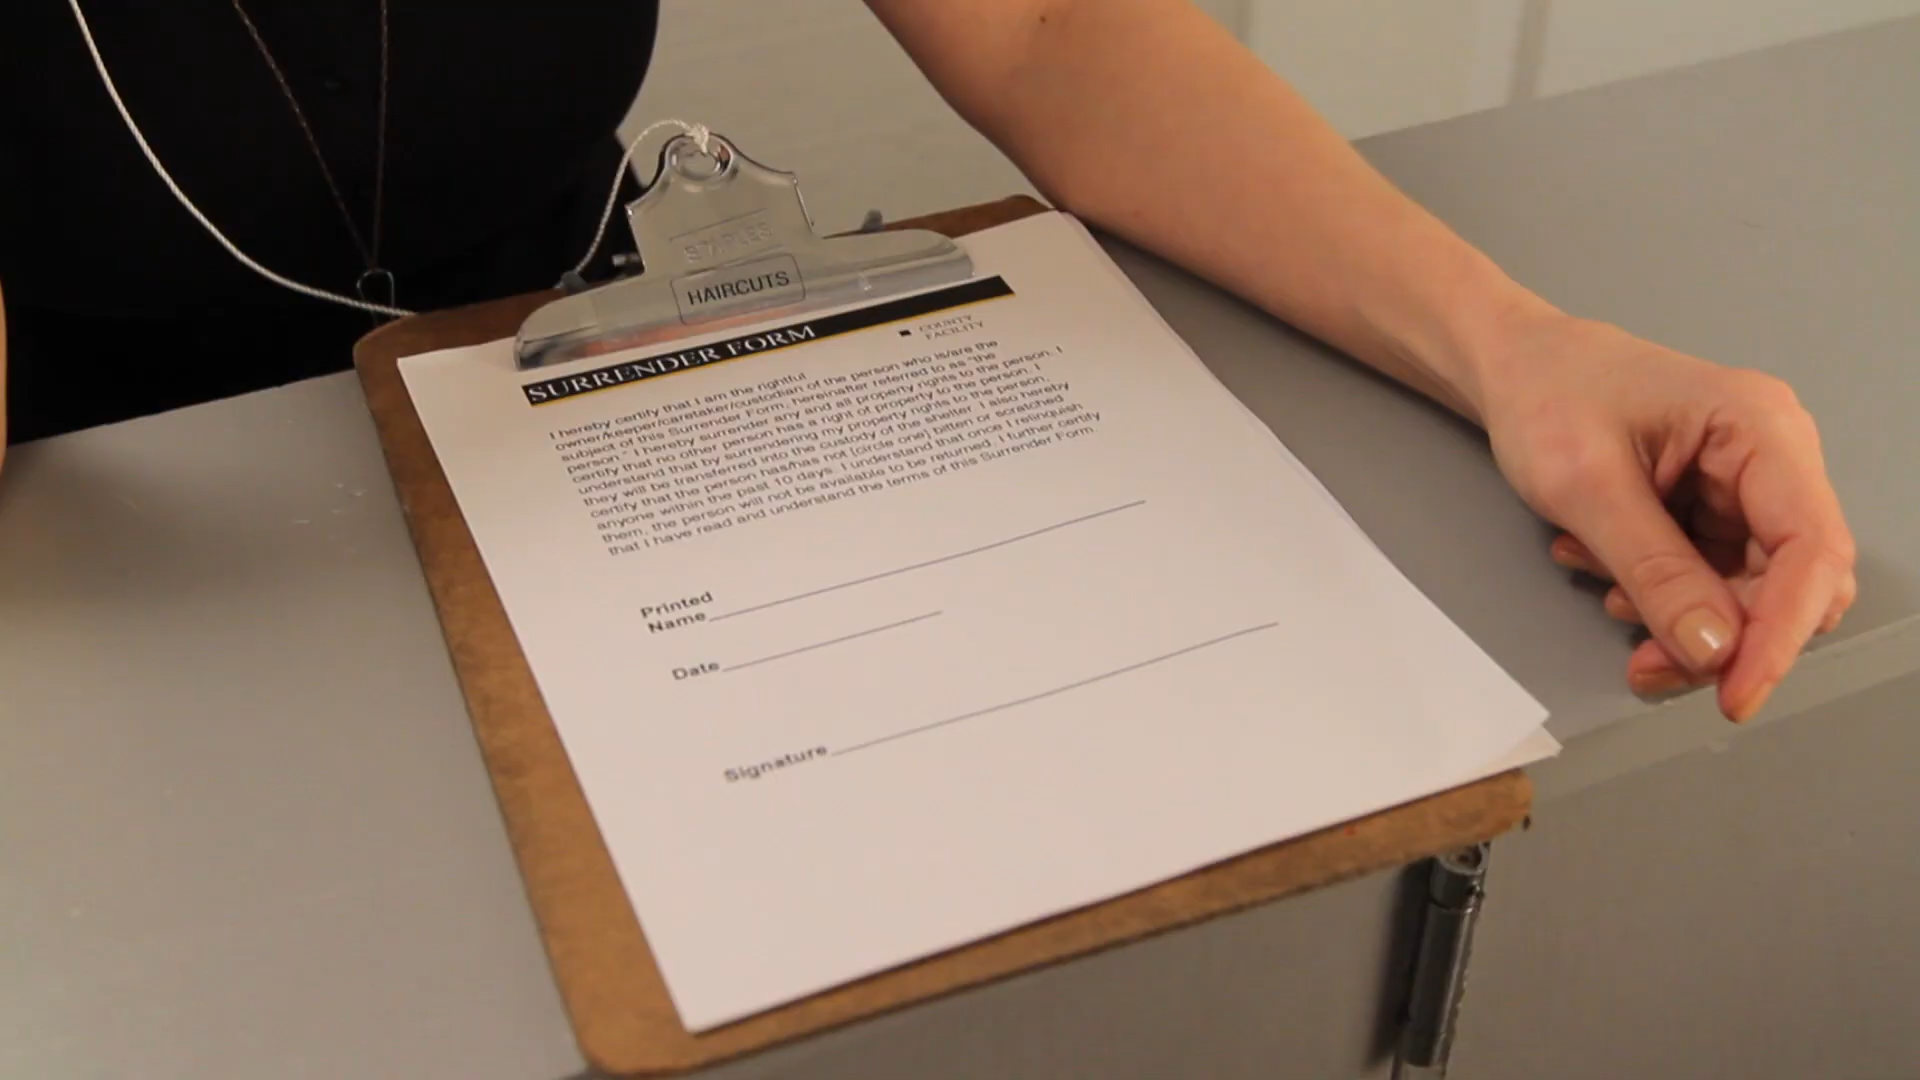 STAPLES
HAIRCUTS
SURRENDER FORM
COUNTY
FACILITY
I hereby certify that I am the rightful
owner/keeper/caretaker/custodian of the person who is/are the
subject of this Surrender Form, hereinafter referred to as "the
person." I hereby surrender any and all property rights to the person. I
certify that no other person has a right of property to the person. I
understand that by surrendering my property rights to the person,
they will be transferred into the custody of the shelter. I also hereby
certify that the person has/has not [circle one] bitten or scratched
anyone within the past 10 days. I understand that once I relinquish
them, the person will not be available to be returned. I further certify
that I have read and understand the terms of this Surrender Form.
Printed
Name
Date
Signature